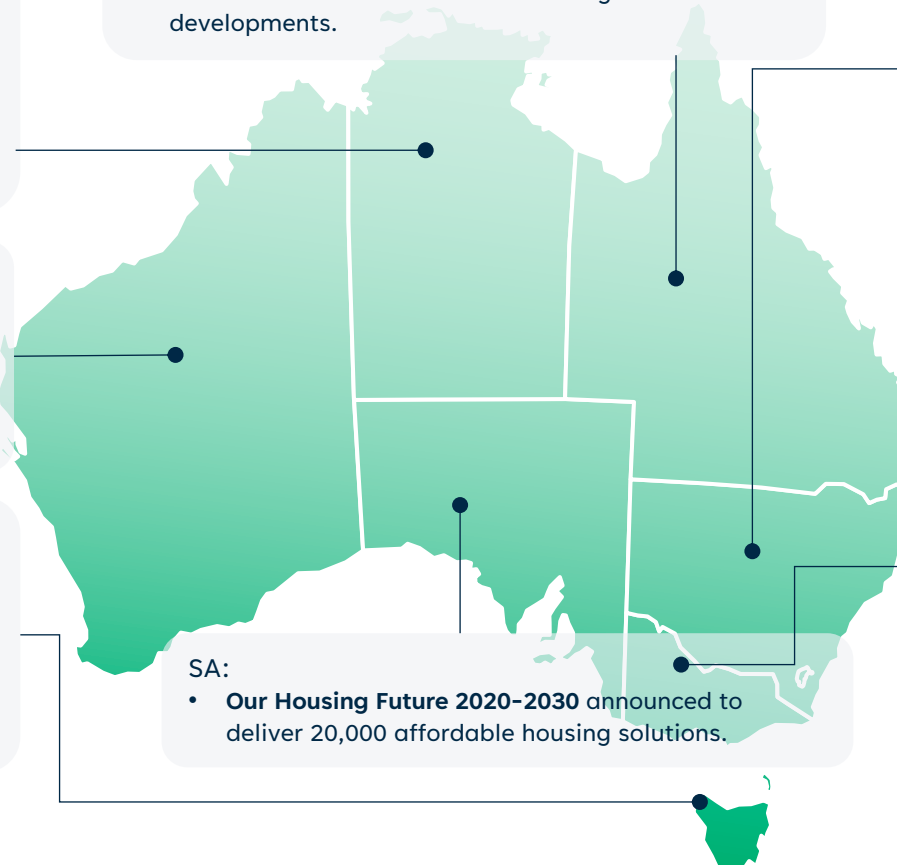 developments.
SA:
• Our Housing Future 2020-2030 announced to
deliver 20,000 affordable housing solutions.